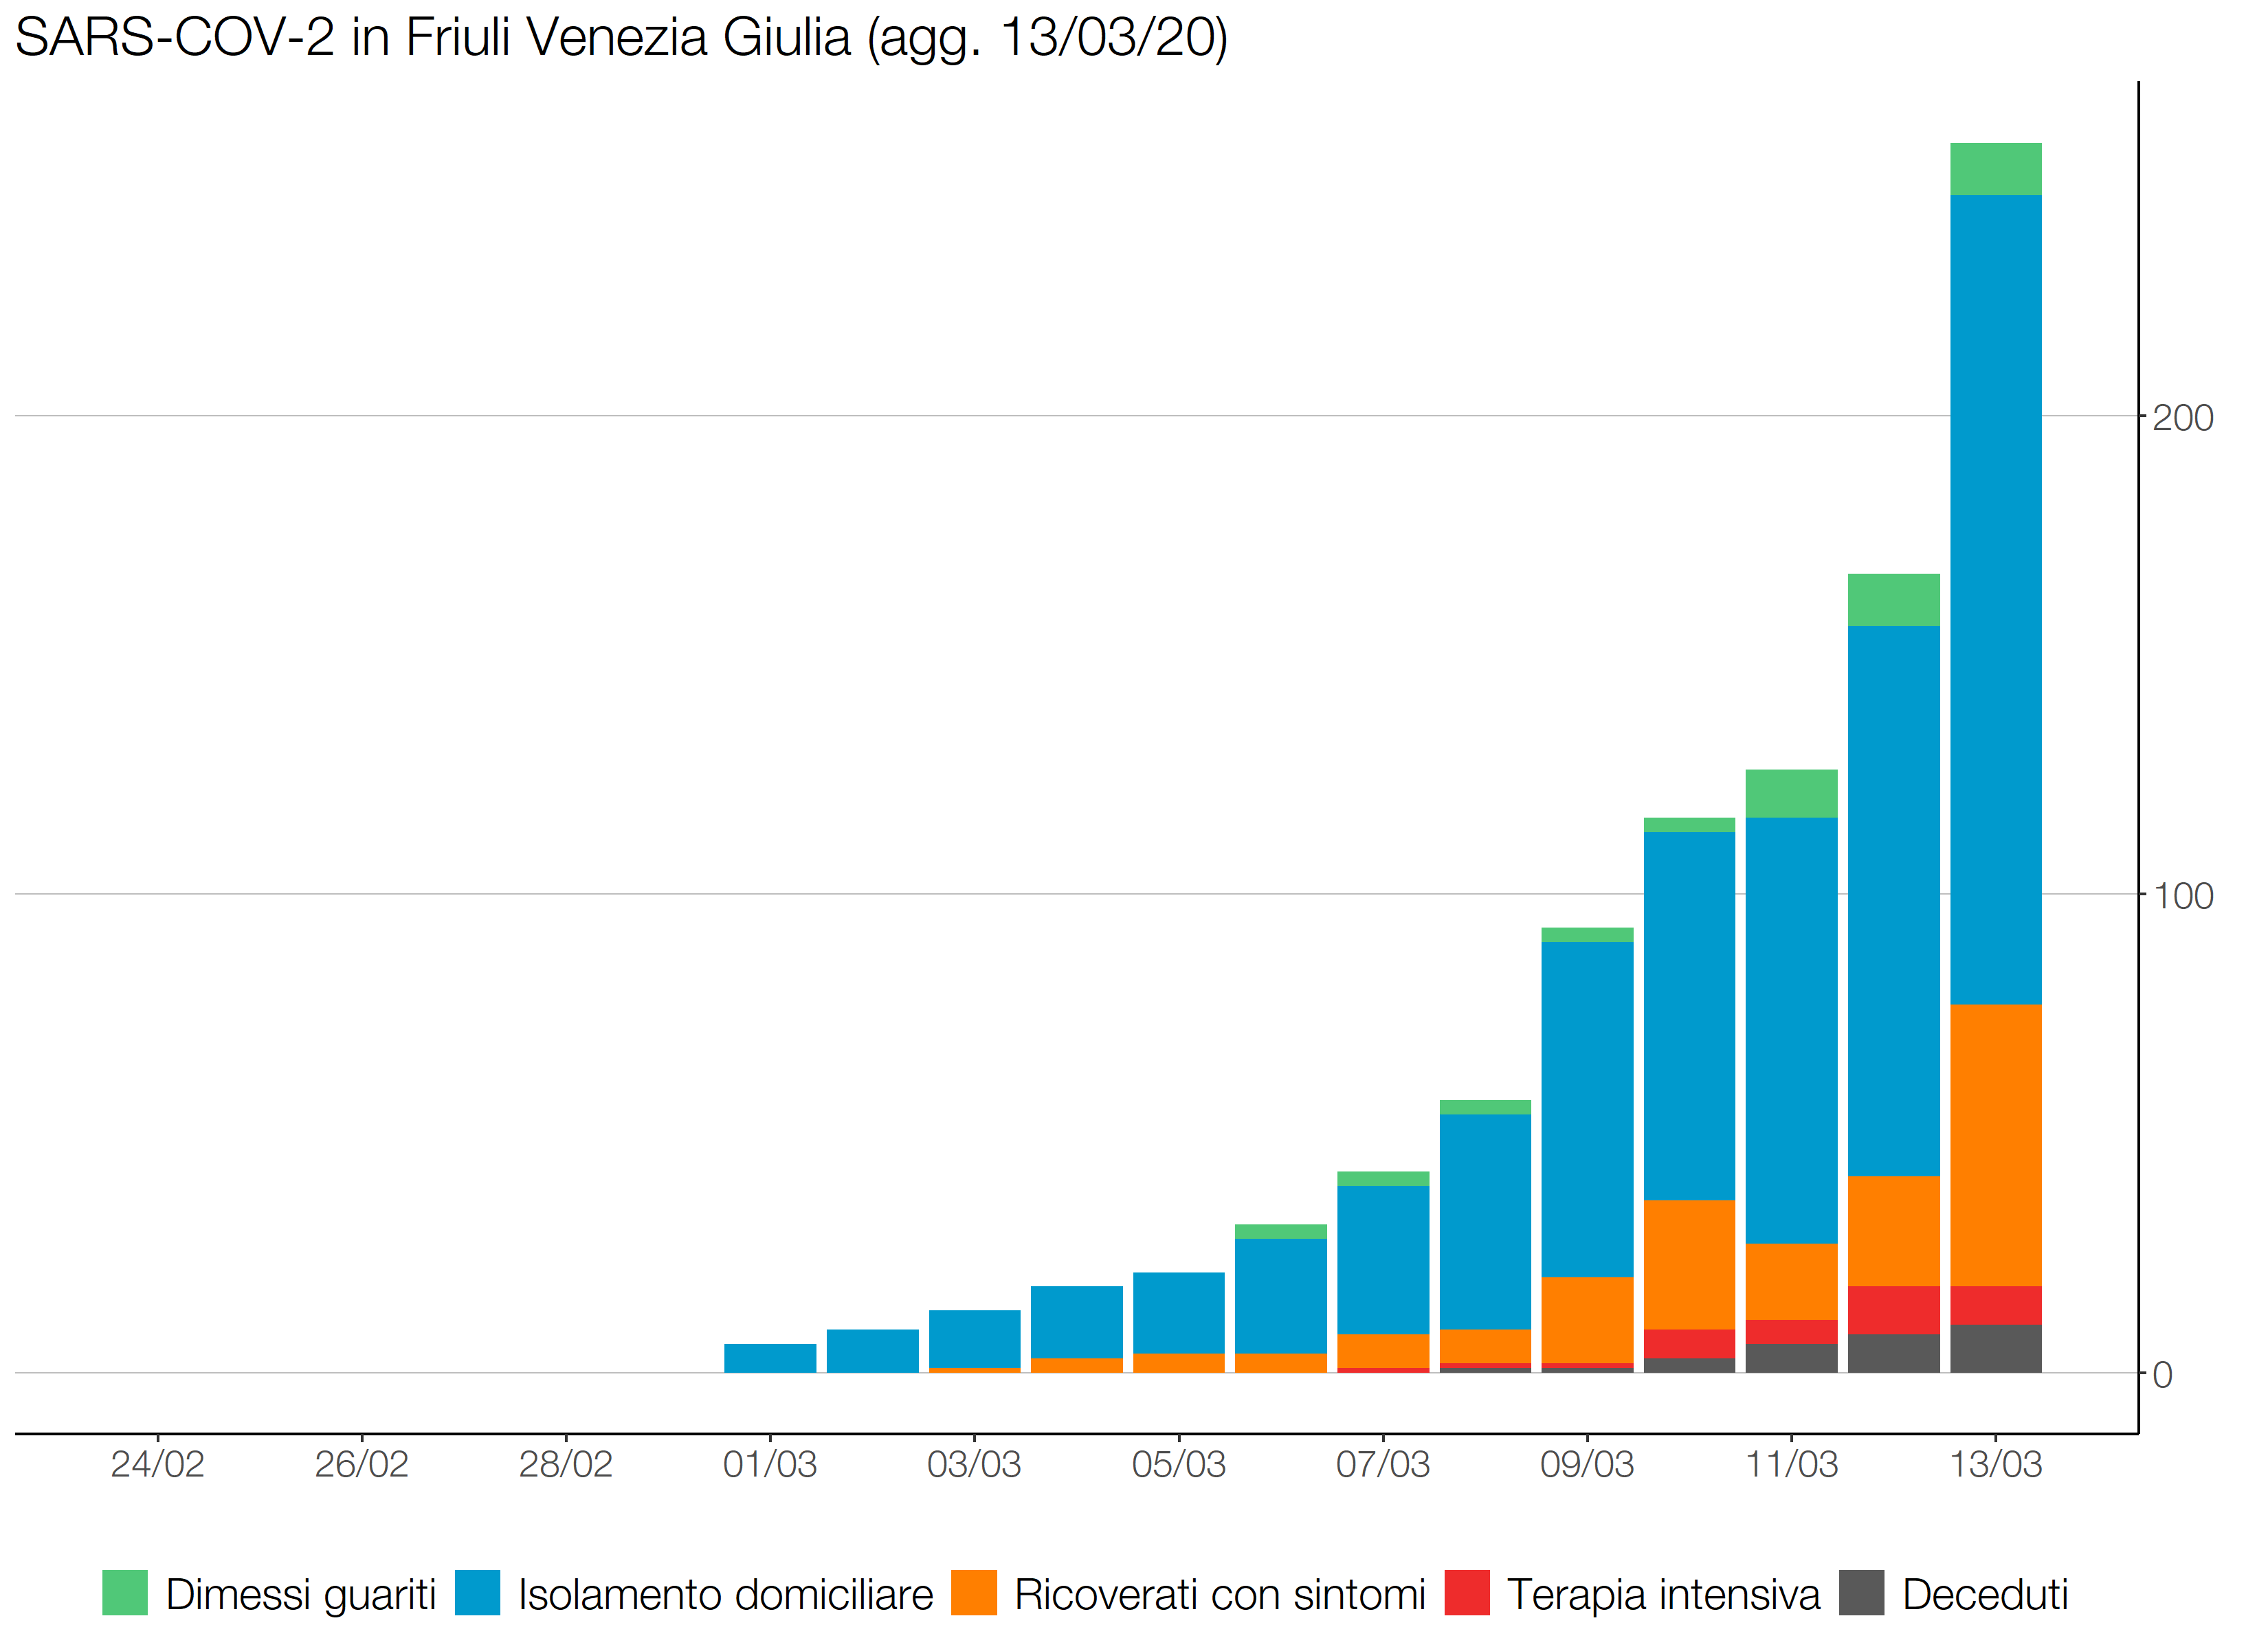 SARS-COV-2 in Friuli Venezia Giulia (agg. 13/03/20)
200
100
0
24/02 26/02 28/02 01/03 03/03 05/03 07/03 09/03 11/03 13/03
Dimessi guariti Isolamento domiciliare Ricoverati con sintomi Terapia intensiva Deceduti